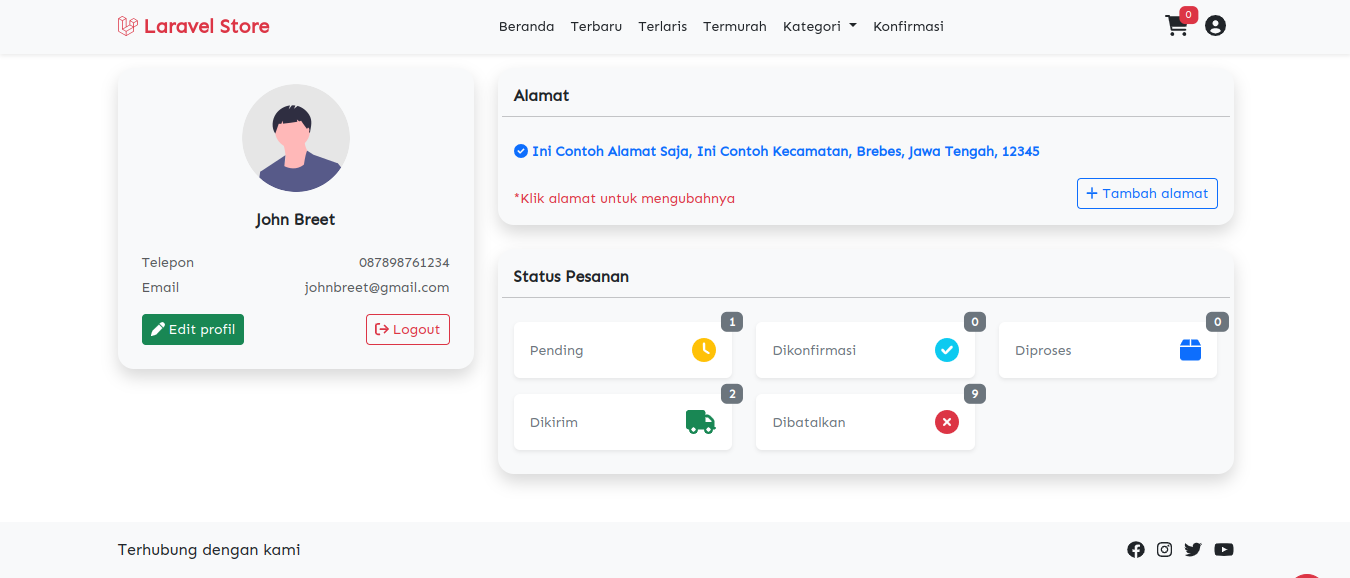 Laravel Store
Beranda Terbaru Terlaris Termurah Kategori Konfirmasi
0
John Breet
Telepon 087898761234
Email johnbreet@gmail.com
Edit profil Logout
Alamat
Ini Contoh Alamat Saja, Ini Contoh Kecamatan, Brebes, Jawa Tengah, 12345
*Klik alamat untuk mengubahnya
Tambah alamat
Status Pesanan
Pending 1
Dikonfirmasi 0
Diproses 0
Dikirim 2
Dibatalkan 9
Terhubung dengan kami